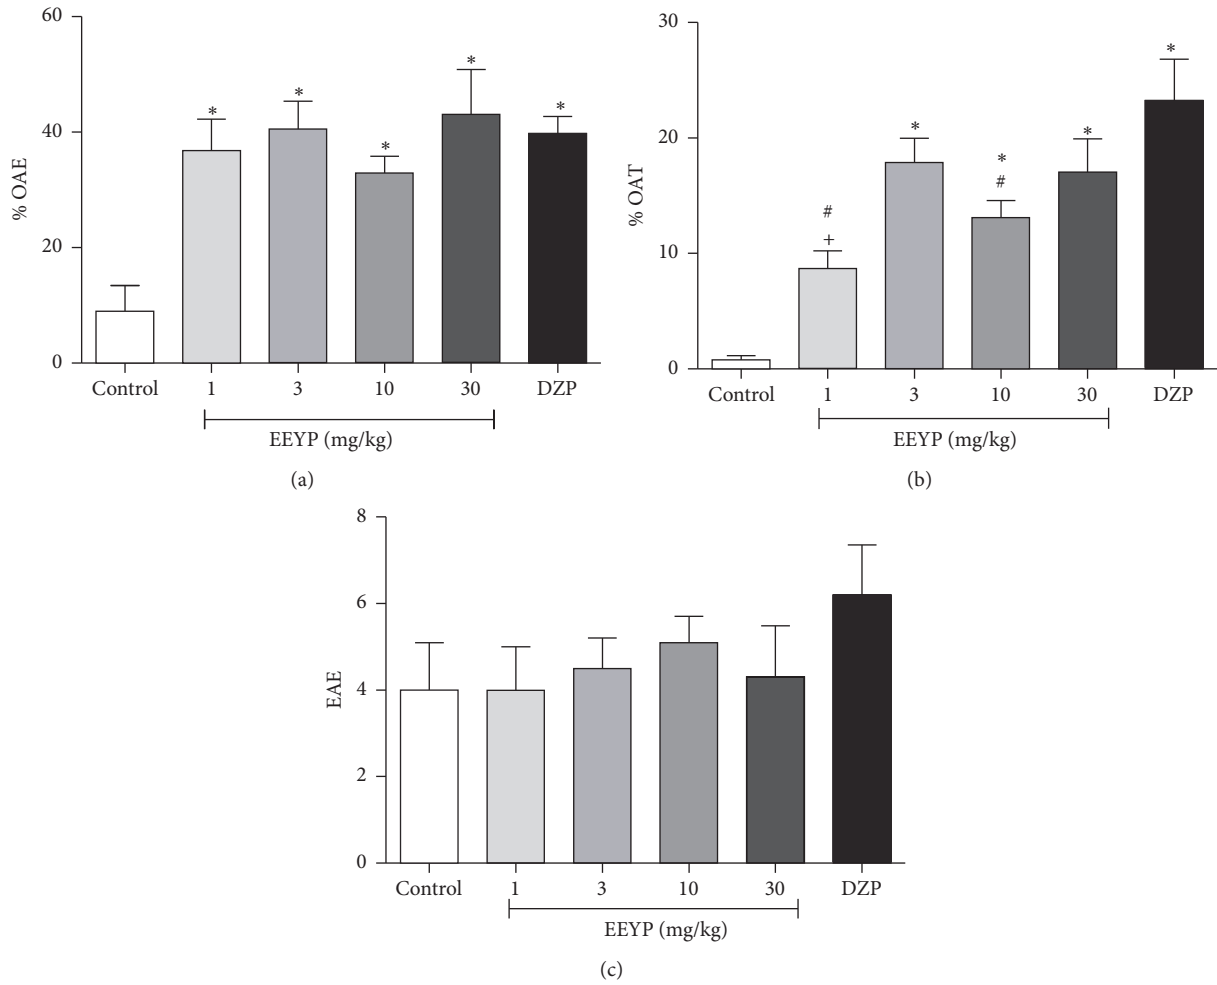 60
40
20
0
% OAE
*
*
*
*
*
Control
1
3
10
30
DZP
EEYP (mg/kg)
(a)
30
20
10
0
% OAT
#
+
*
*
#
*
*
Control
1
3
10
30
DZP
EEYP (mg/kg)
(b)
8
6
4
2
0
EAE
Control
1
3
10
30
DZP
EEYP (mg/kg)
(c)